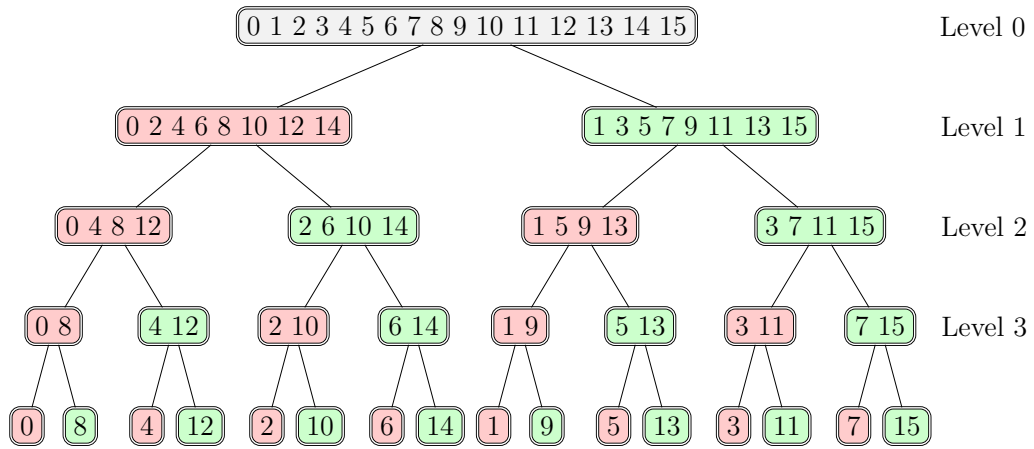 0 1 2 3 4 5 6 7 8 9 10 11 12 13 14 15 Level 0
0 2 4 6 8 10 12 14 1 3 5 7 9 11 13 15 Level 1
0 4 8 12 2 6 10 14 1 5 9 13 3 7 11 15 Level 2
0 8 4 12 2 10 6 14 1 9 5 13 3 11 7 15 Level 3
0 8 4 12 2 10 6 14 1 9 5 13 3 11 7 15